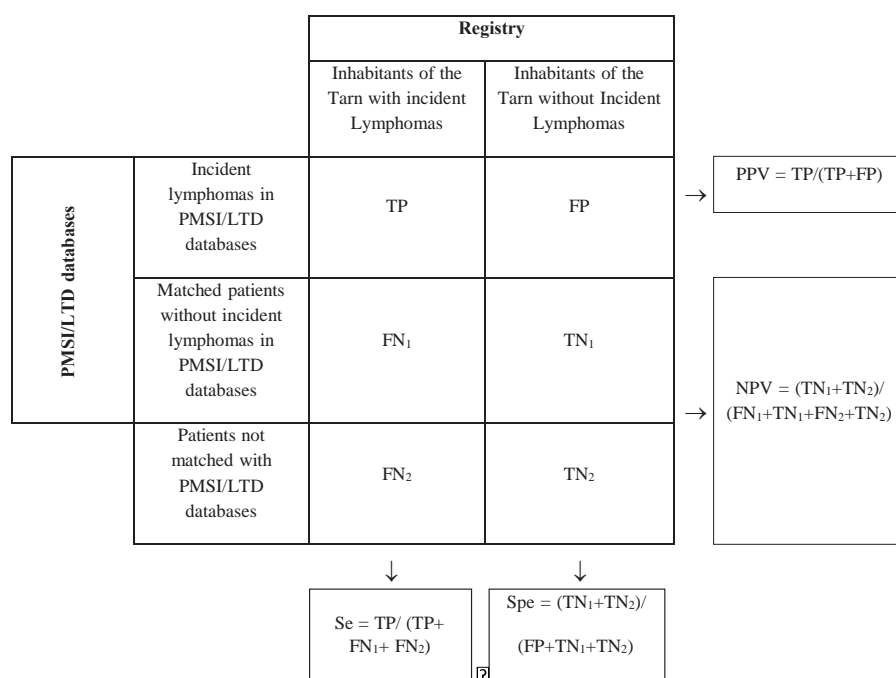 Registry
Inhabitants of the
Tarn with incident
Lymphomas
Inhabitants of the
Tarn without Incident
Lymphomas
PMSI/LTD databases
Incident
lymphomas in
PMSI/LTD
databases
TP
FP
→
PPV = TP/(TP+FP)
Matched patients
without incident
lymphomas in
PMSI/LTD
databases
FN₁
TN₁
→
NPV = (TN₁+TN₂)/
(FN₁+TN₁+FN₂+TN₂)
Patients not
matched with
PMSI/LTD
databases
FN₂
TN₂
↓
↓
Se = TP/ (TP+
FN₁+ FN₂)
Spe = (TN₁+TN₂)/
(FP+TN₁+TN₂)
?